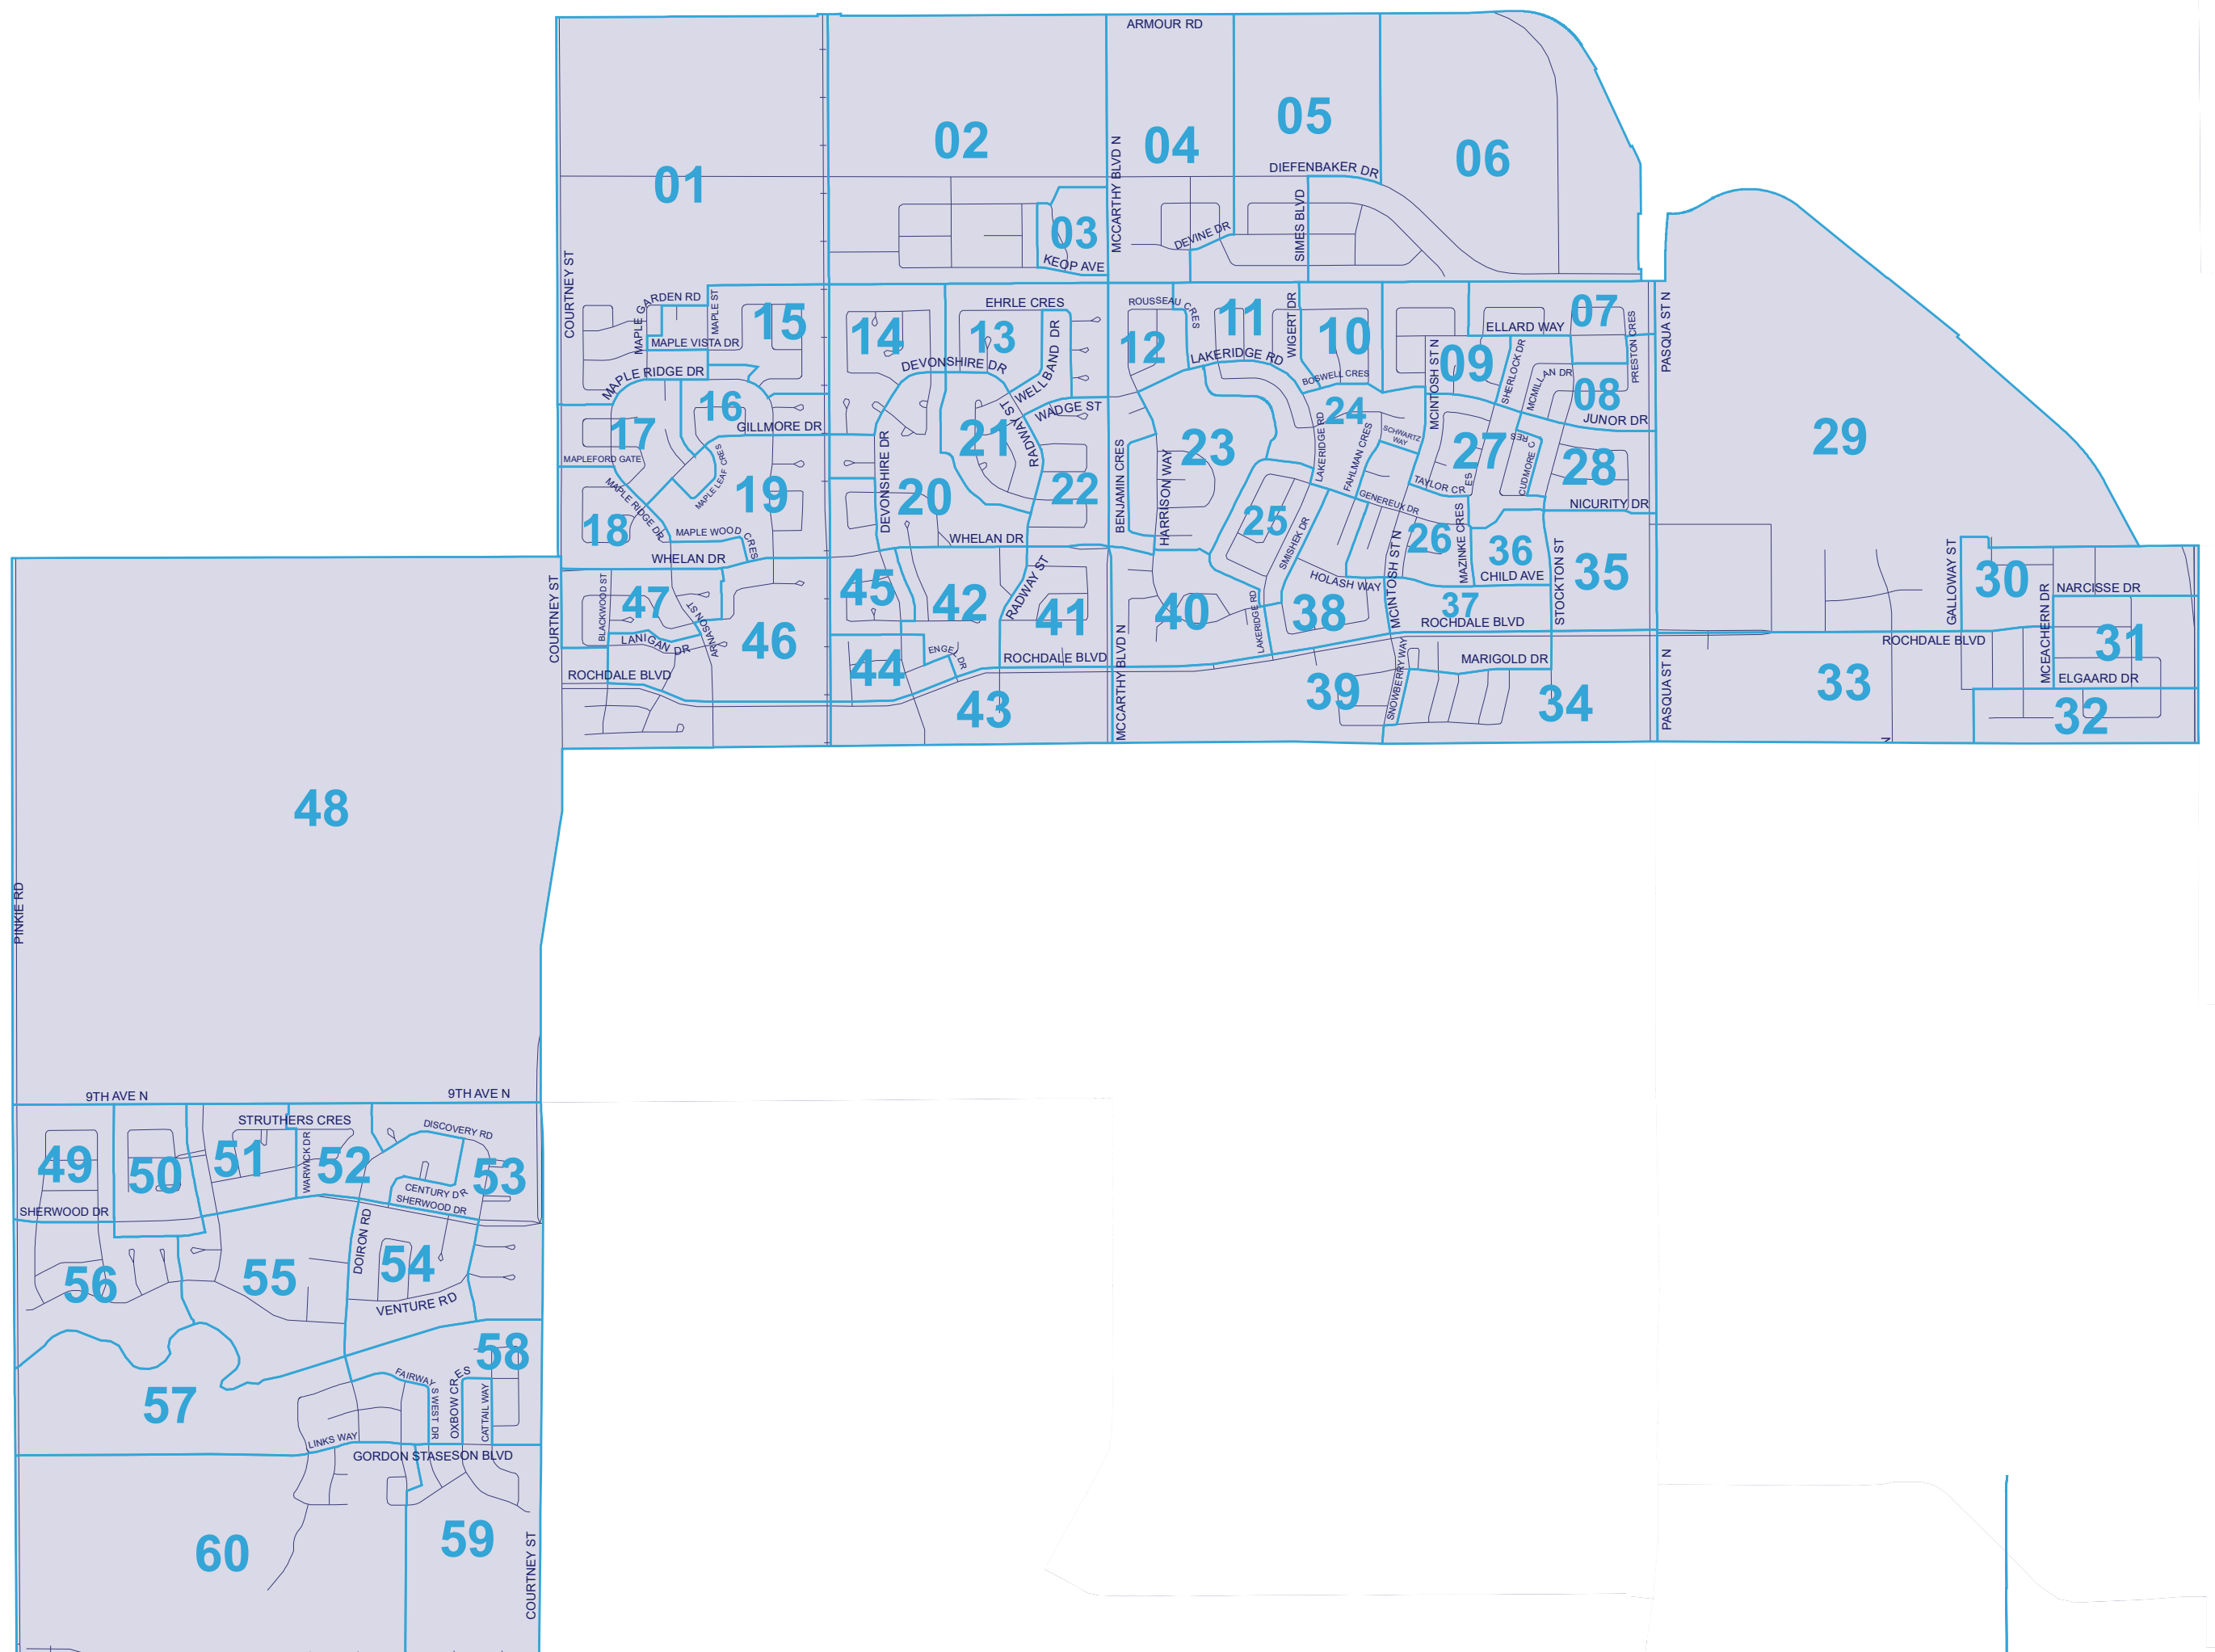 ARMOUR RD
01
02
03
04
05
06
MCCARTHY BLVD N
DIEFENBAKER DR
SIMES BLVD
DEVINE DR
KEOP AVE
COURTNEY ST
MAPLE GARDEN RD
MAPLE ST
15
MAPLE VISTA DR
MAPLE RIDGE DR
14
EHRLE CRES
13
DEVONSHIRE DR
WELLBAND DR
WADGE ST
RADWAY ST
ROUSSEAU CRES
12
11
WIGERT DR
10
LAKERIDGE RD
BOSWELL CRES
MCINTOSH ST N
09
ELLARD WAY
07
PRESTON CRES
PASQUA ST N
SHERLOCK DR
MCMILLAN DR
08
JUNOR DR
16
17
GILLMORE DR
MAPLEFORD GATE
MAPLE LEAF CRES
MAPLE RIDGE DR
18
19
MAPLE WOOD CRES
WHELAN DR
DEVONSHIRE DR
20
21
22
WHELAN DR
BENJAMIN CRES
HARRISON WAY
23
24
LAKERIDGE RD
FAHLMAN CRES
SCHWARTZ WAY
25
SMISHEK DR
GENEREUX DR
TAYLOR CRES
26
27
CUDMORE CRES
28
NICURITY DR
29
MAZINKE CRES
36
CHILD AVE
STOCKTON ST
35
GALLOWAY ST
30
NARCISSE DR
MCEACHERN DR
31
ELGAARD DR
32
33
ROCHDALE BLVD
PASQUA ST N
N
34
MARIGOLD DR
ROCHDALE BLVD
37
MCINTOSH ST N
HOLASH WAY
38
SNOWBERRY WAY
39
LAKERIDGE RD
40
MCCARTHY BLVD N
41
RADWAY ST
42
ROCHDALE BLVD
43
ENGEL DR
44
45
46
ARNASON ST
47
BLACKWOOD ST
LANIGAN DR
ROCHDALE BLVD
COURTNEY ST
48
PINKIE RD
9TH AVE N
9TH AVE N
49
50
51
STRUTHERS CRES
WARWICK DR
52
DISCOVERY RD
53
CENTURY DR
SHERWOOD DR
SHERWOOD DR
DOIRON RD
54
VENTURE RD
55
56
57
58
FAIRWAYS WEST DR
OXBOW CRES
CATTAIL WAY
LINKS WAY
GORDON STASESON BLVD
59
60
COURTNEY ST